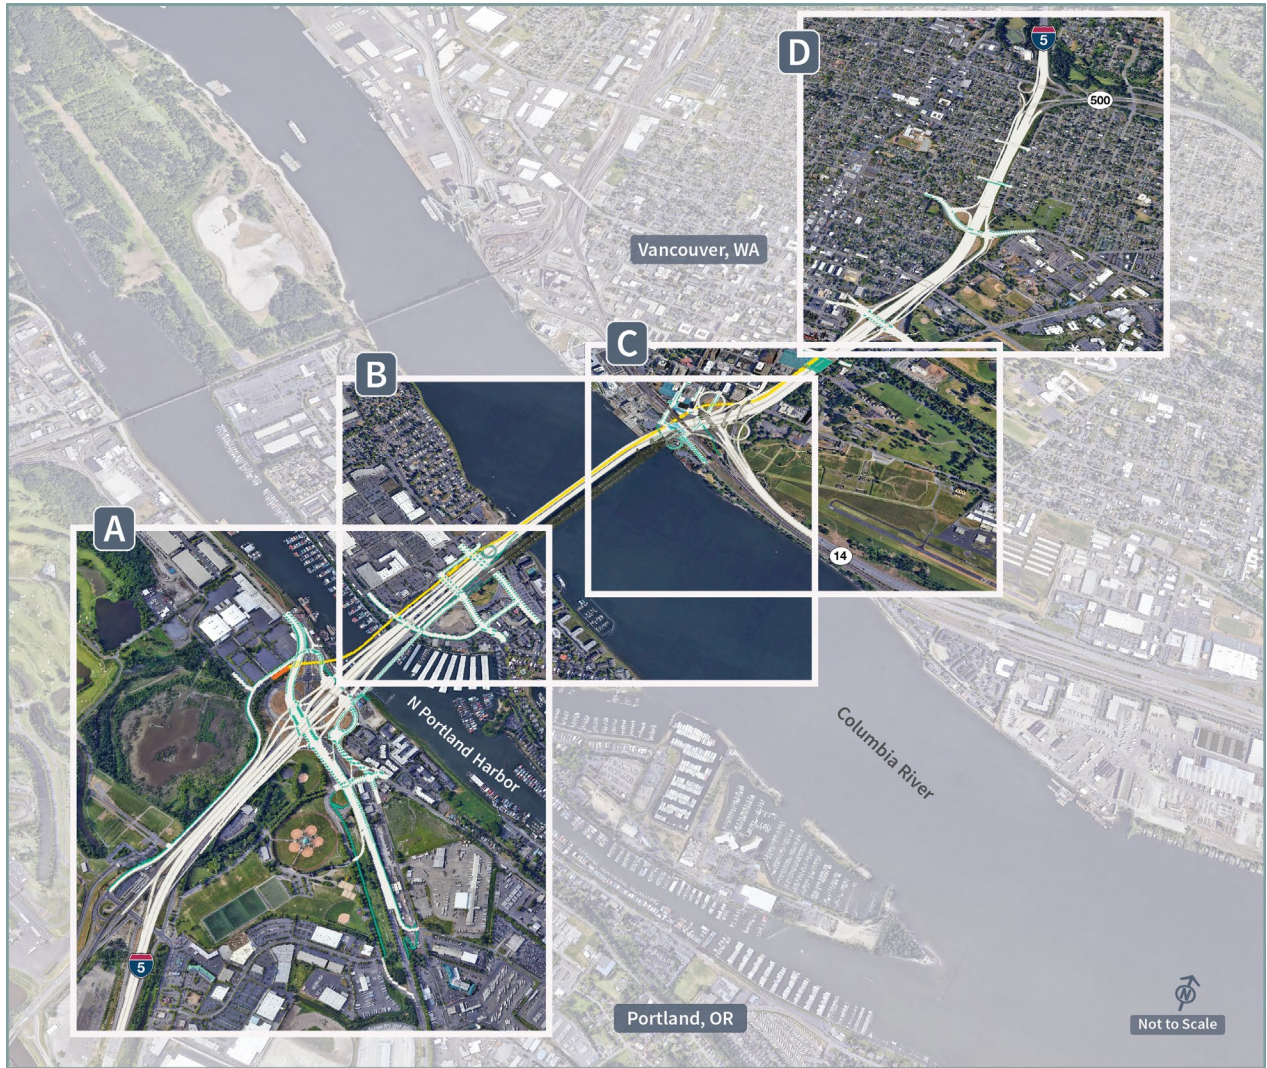 D
5
500
Vancouver, WA
C
B
A
14
N Portland Harbor
Columbia River
5
Portland, OR
N
Not to Scale